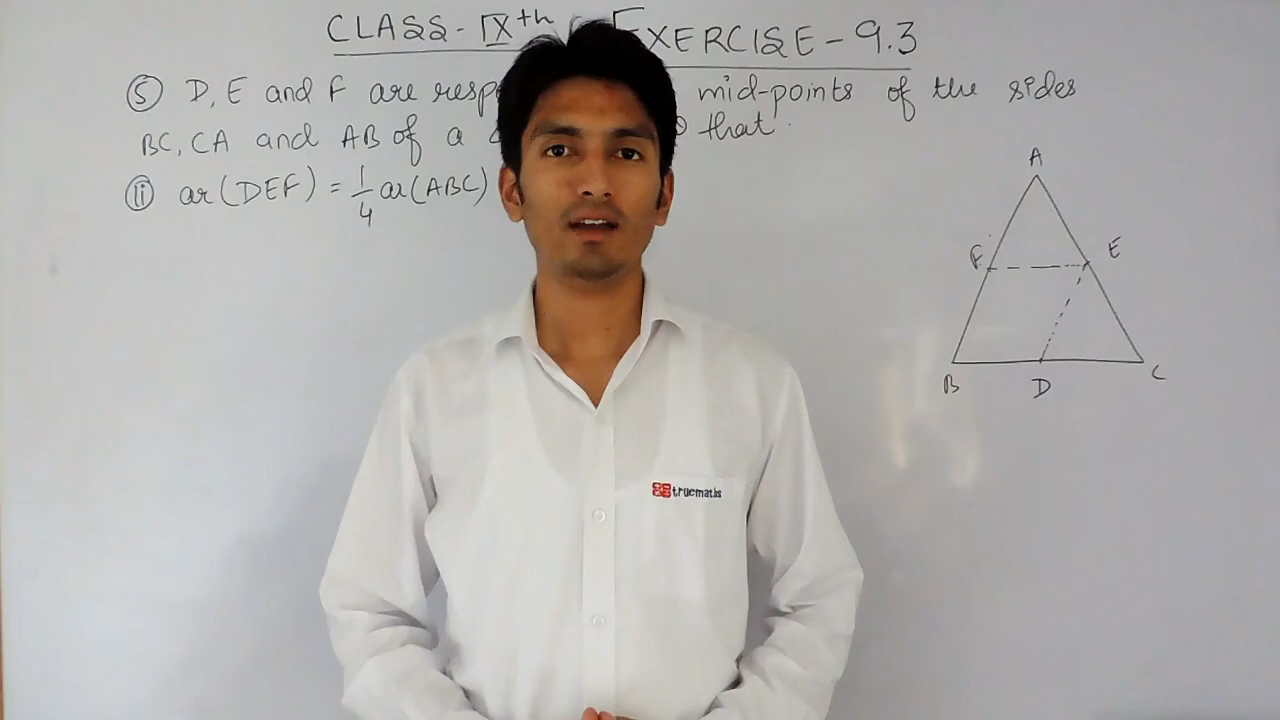 CLASS-IXth EXERCISE-9.3
⑤ D, E and F are resp mid-points of the sides
BC, CA and AB of a that.
ⓘⓘ ar(DEF) = 1/4 ar(ABC)
A
F E
B D C
truemaths